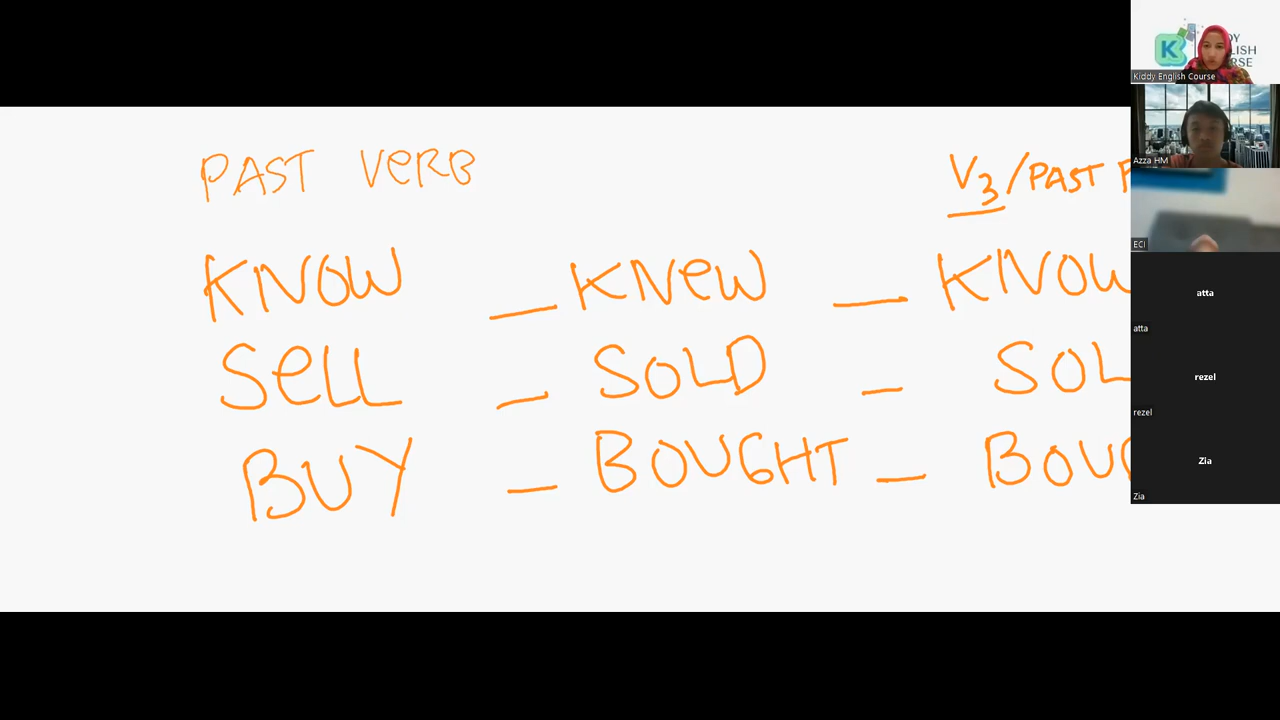 PAST VERB
V3/PAST P
KNOW — KNEW — KNOW
SELL — SOLD — SOL
BUY — BOUGHT — BOU
K
Kiddy English Course
Azza HM
ECI
atta
atta
rezel
rezel
Zia
Zia